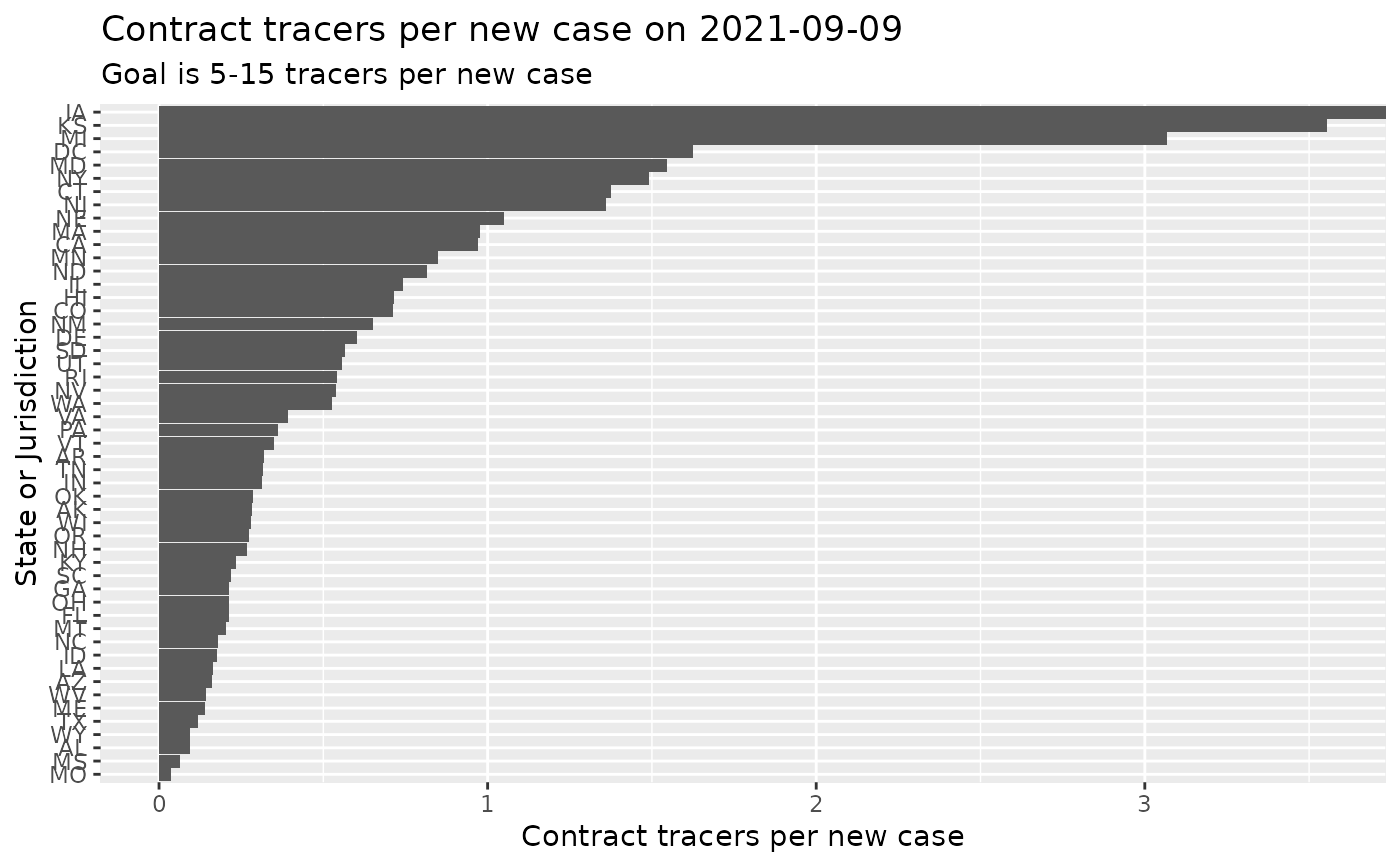 Contract tracers per new case on 2021-09-09
Goal is 5-15 tracers per new case
State or Jurisdiction
IA
KS
MI
DC
MD
NY
CT
NJ
NE
MA
CA
MN
ND
IL
HI
CO
NM
DE
SD
UT
RI
NV
WA
VA
PA
VT
AR
TN
IN
OK
AK
WI
OR
NH
KY
SC
GA
OH
FL
MT
NC
ID
LA
AZ
WV
ME
TX
WY
AL
MS
MO
0 1 2 3
Contract tracers per new case